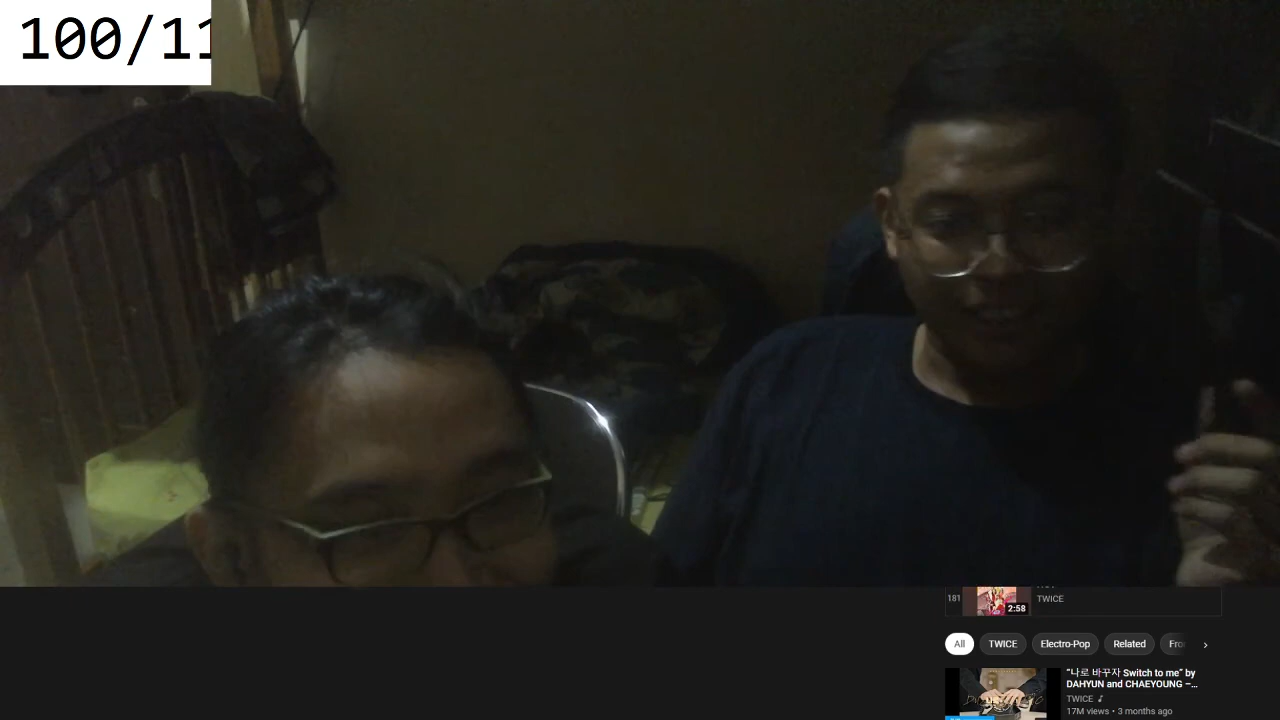 100/11
181
2:58
TWICE
All
TWICE
Electro-Pop
Related
"나로 바꾸자 Switch to me" by
DAHYUN and CHAEYOUNG –...
TWICE
17M views • 3 months ago